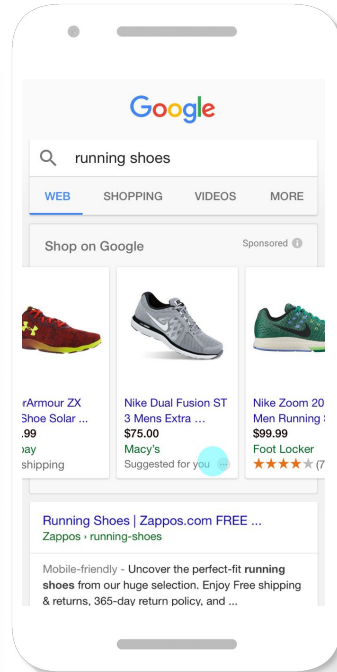 Google
running shoes
WEB SHOPPING VIDEOS MORE
Shop on Google Sponsored
rArmour ZX
Shoe Solar ...
.99
bay
shipping
Nike Dual Fusion ST
3 Mens Extra ...
$75.00
Macy's
Suggested for you ...
Nike Zoom 20
Men Running
$99.99
Foot Locker
(7
Running Shoes | Zappos.com FREE ...
Zappos › running-shoes
Mobile-friendly - Uncover the perfect-fit running
shoes from our huge selection. Enjoy Free shipping
& returns, 365-day return policy, and ...